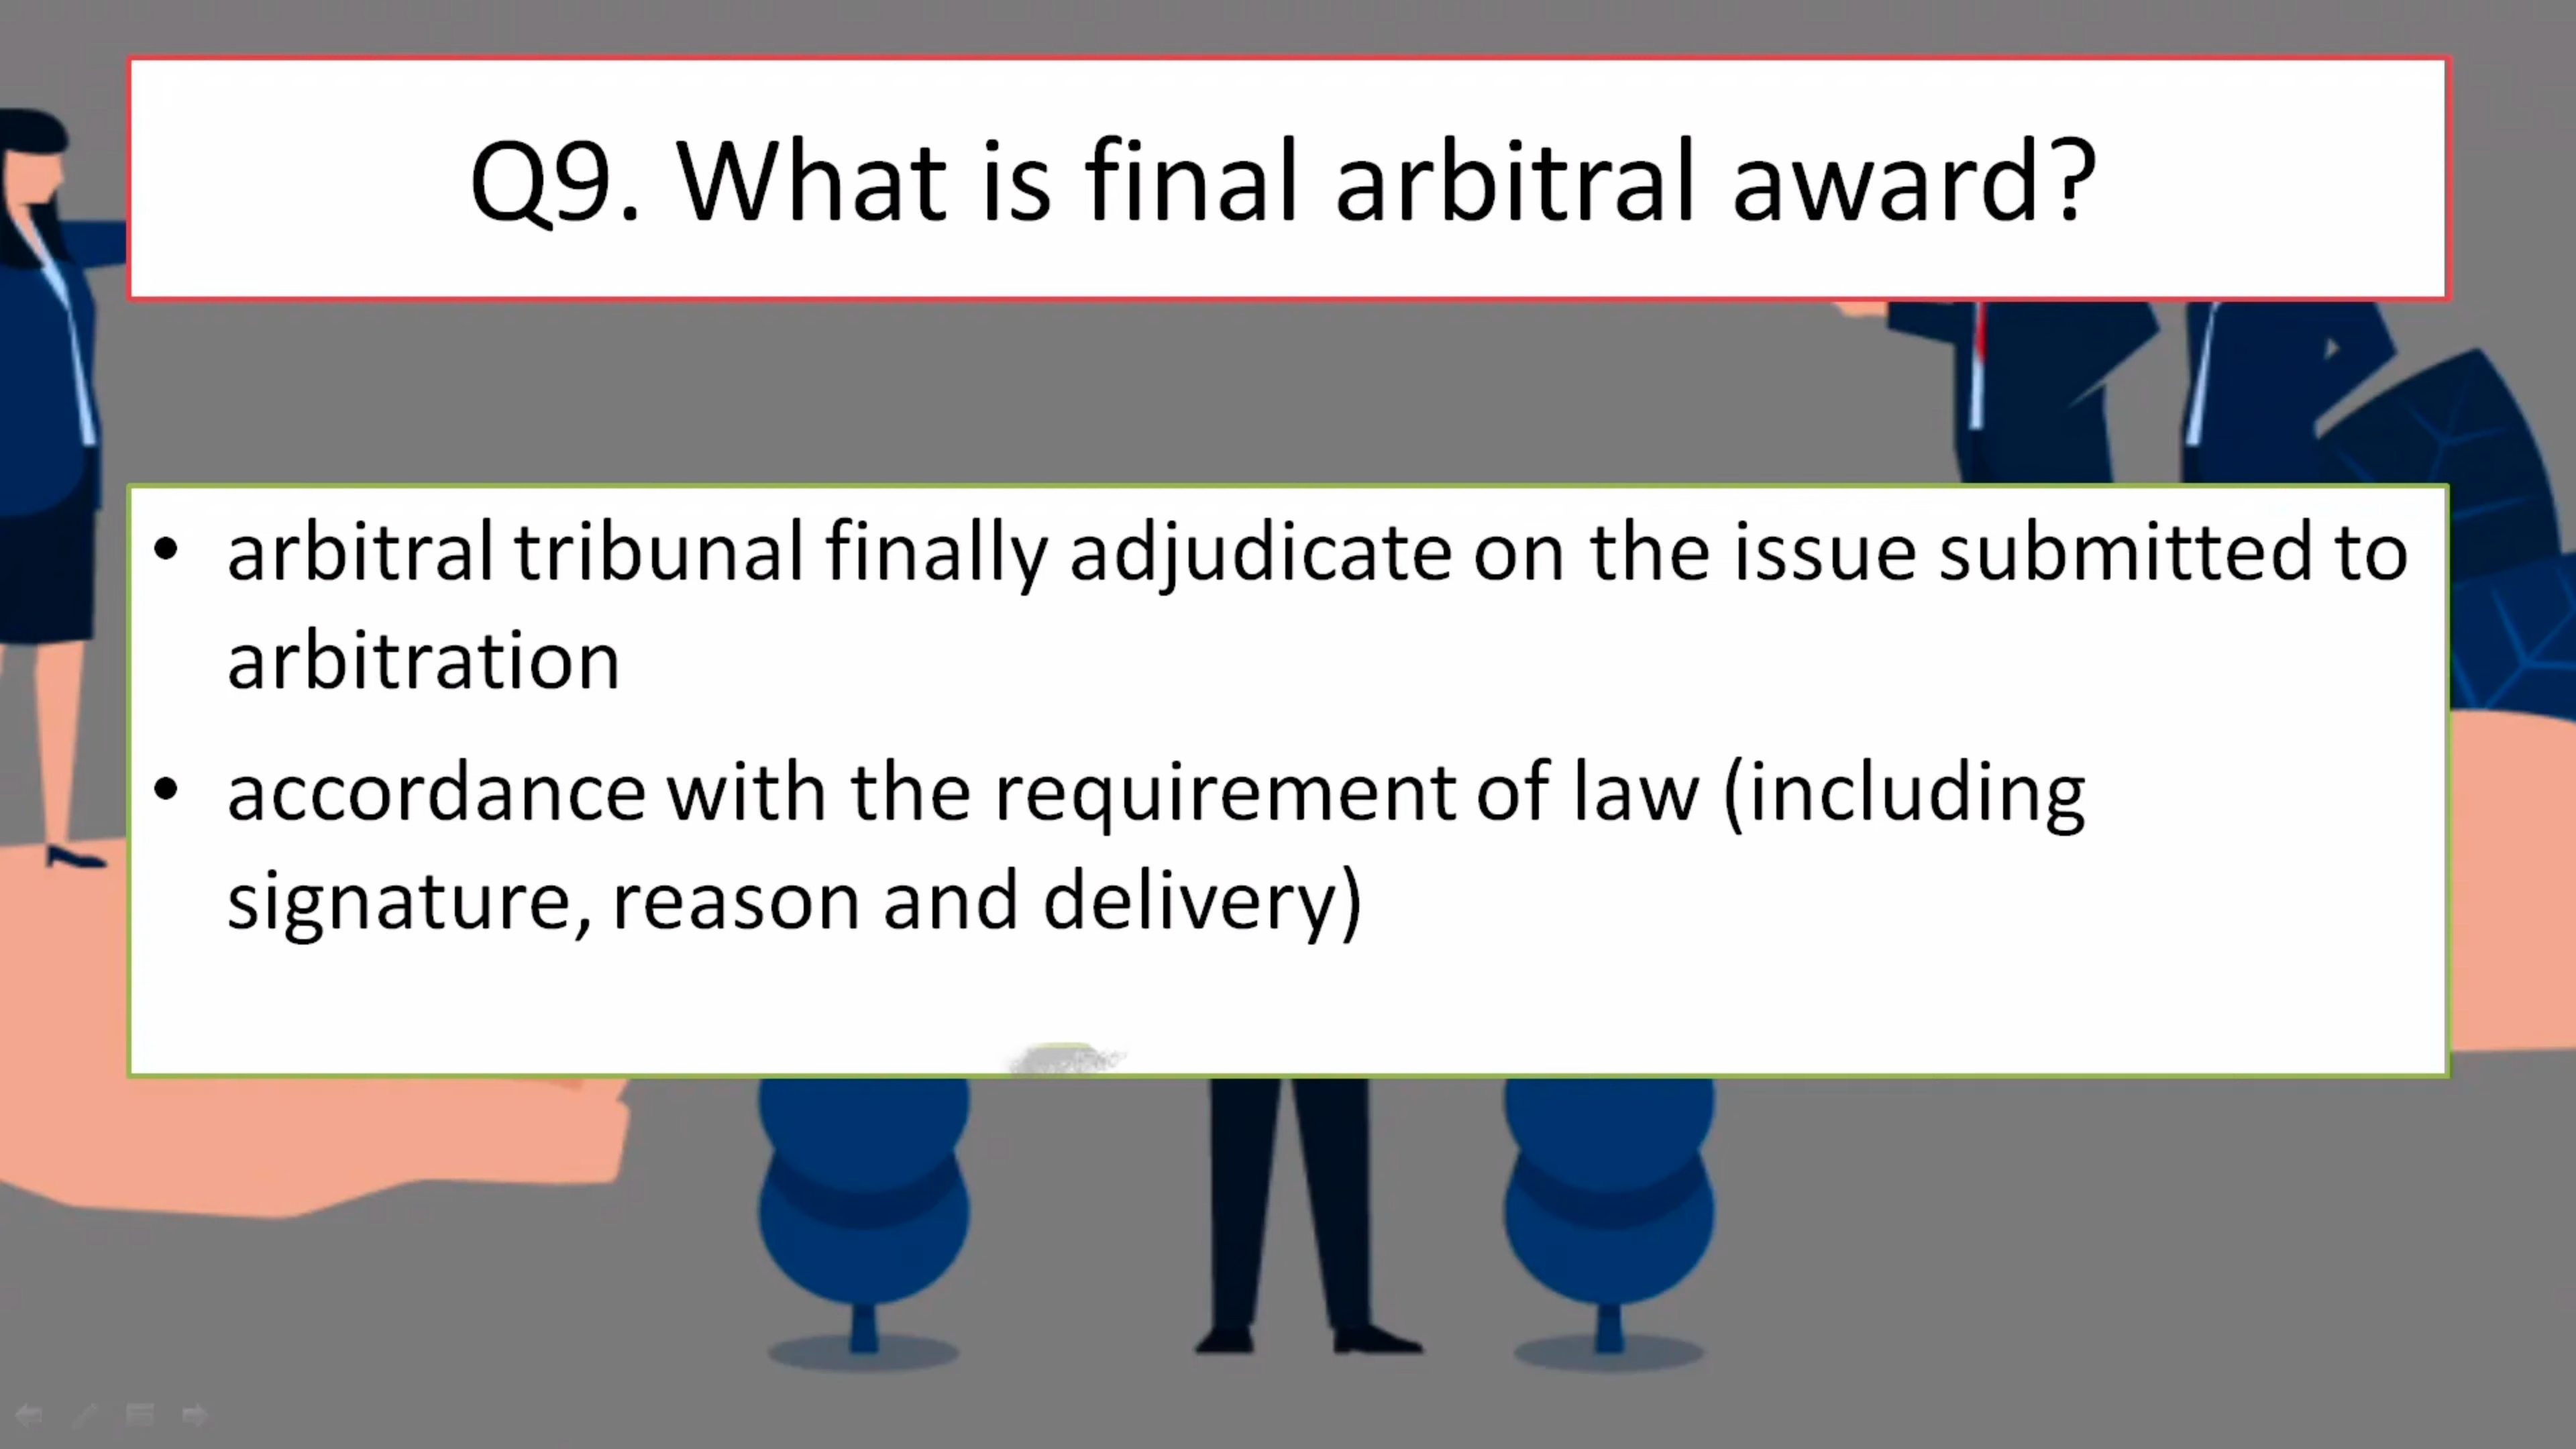 Q9. What is final arbitral award?
• arbitral tribunal finally adjudicate on the issue submitted to
arbitration
• accordance with the requirement of law (including
signature, reason and delivery)